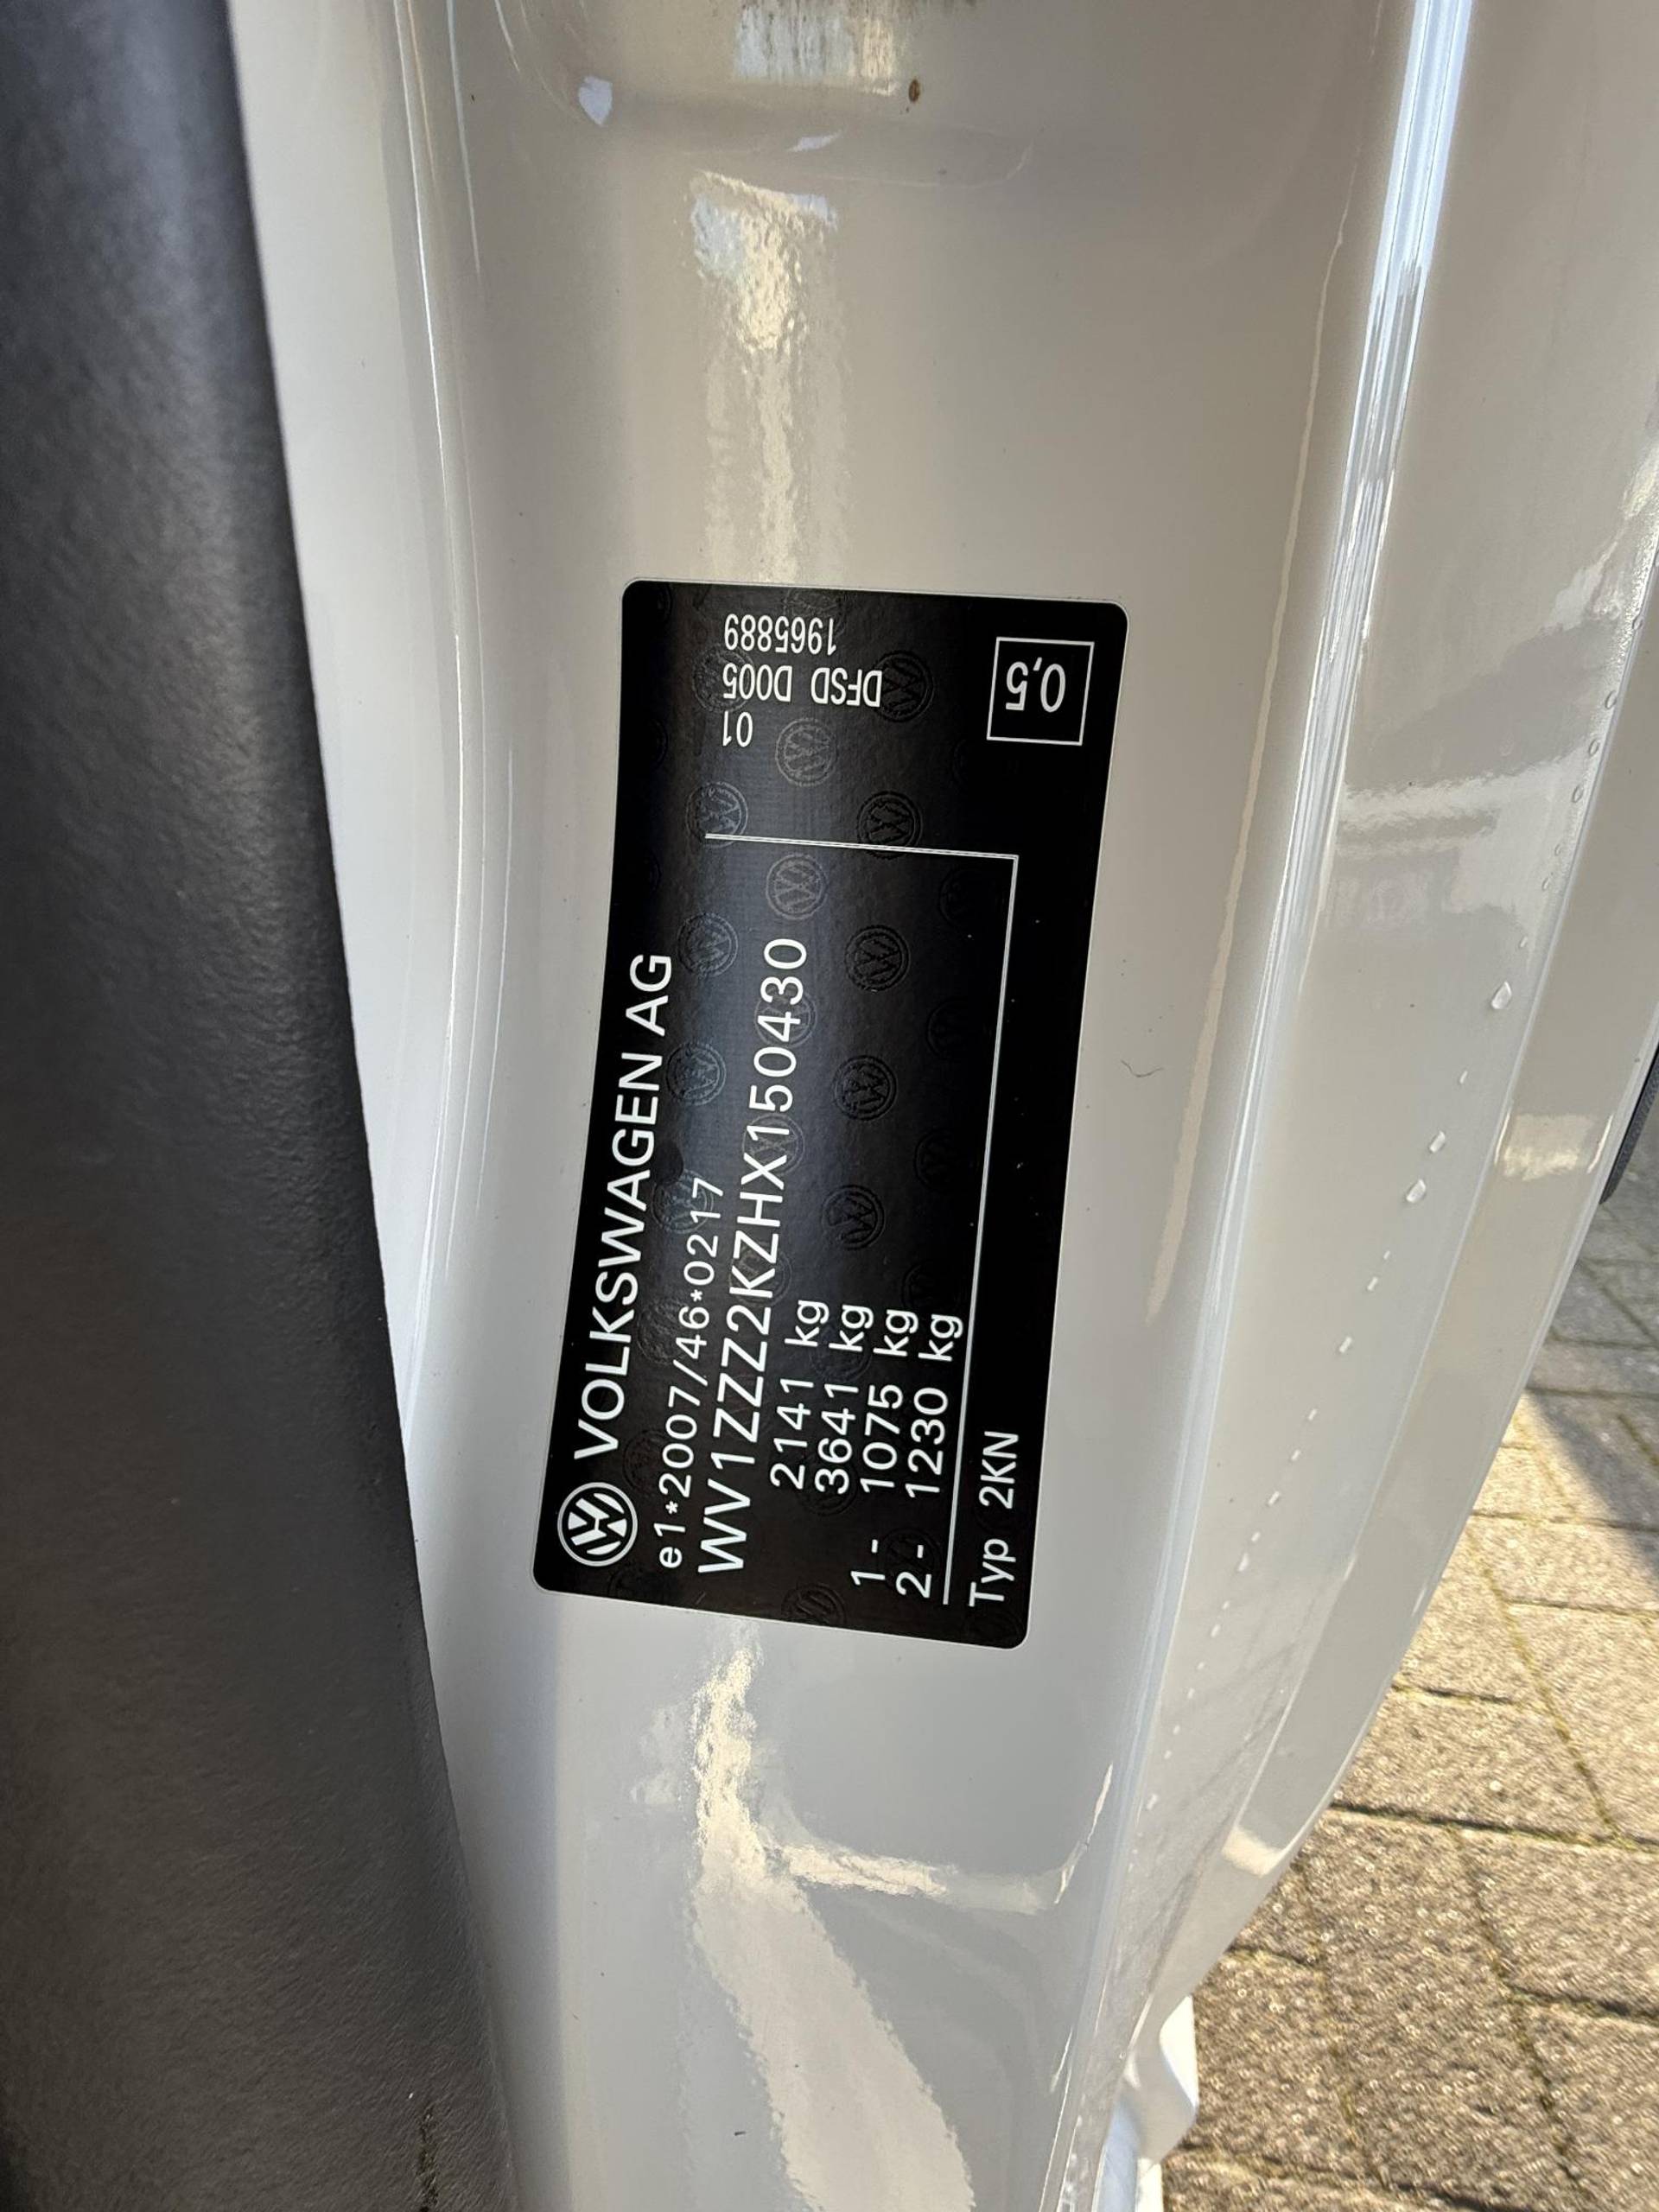 VOLKSWAGEN AG
e1*2007/46*0217
WV1ZZZ2KZHX150430
2141 kg
3641 kg
1- 1075 kg
2- 1230 kg
Typ 2KN
01
DFSD D005
1965889
0,5